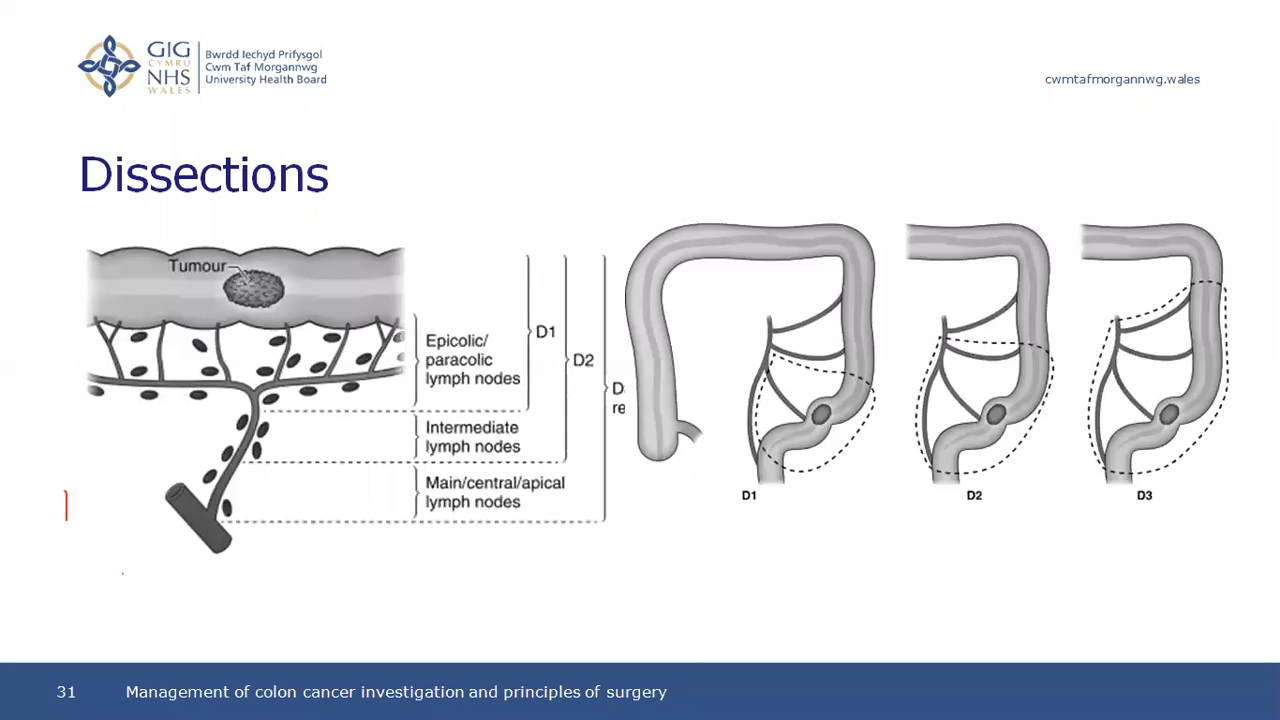 GIG
CYMRU
NHS
WALES
Bwrdd Iechyd Prifysgol
Cwm Taf Morgannwg
University Health Board
cwmtafmorgannwg.wales
Dissections
Tumour
Epicolic/
paracolic
lymph nodes
Intermediate
lymph nodes
Main/central/apical
lymph nodes
D1
D2
D
re
D1
D2
D3
31
Management of colon cancer investigation and principles of surgery